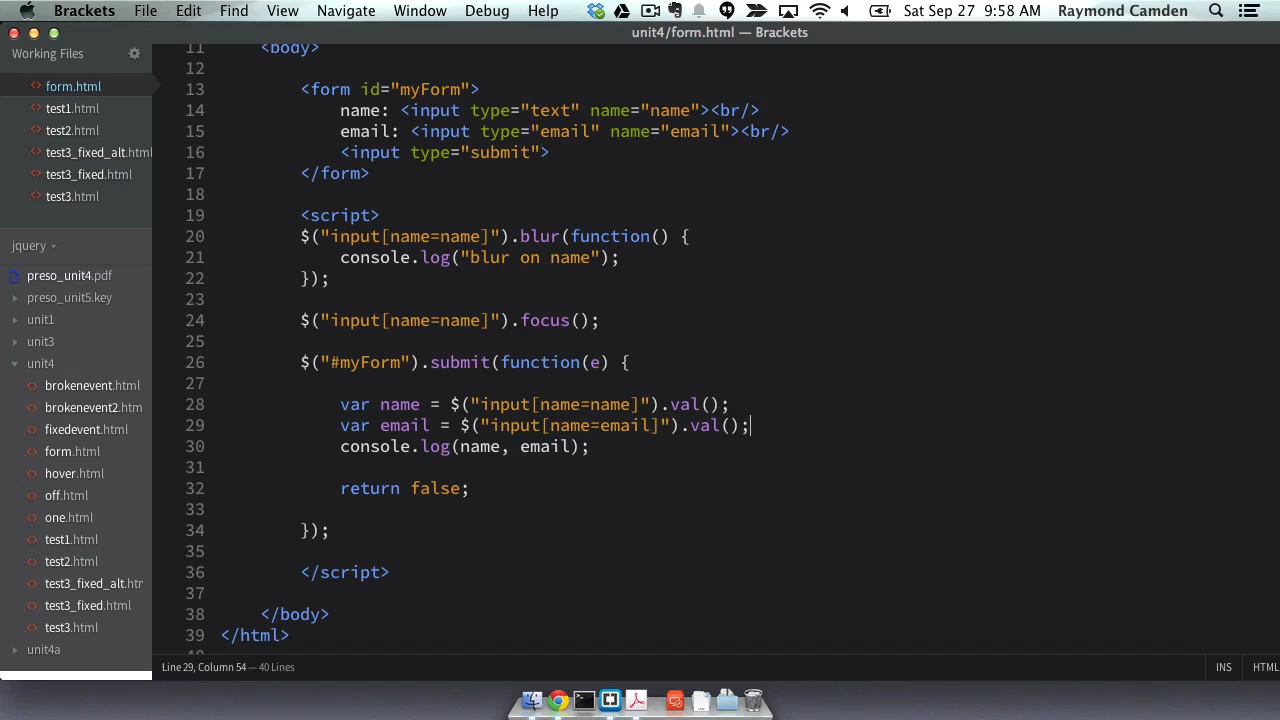 Brackets File Edit Find View Navigate Window Debug Help Sat Sep 27 9:58 AM Raymond Camden
unit4/form.html — Brackets
Working Files
form.html
test1.html
test2.html
test3_fixed_alt.html
test3_fixed.html
test3.html
jquery
preso_unit4.pdf
preso_unit5.key
unit1
unit3
unit4
brokenevent.html
brokenevent2.htm
fixedevent.html
form.html
hover.html
off.html
one.html
test1.html
test2.html
test3_fixed_alt.htr
test3_fixed.html
test3.html
unit4a
11 <body>
12
13 <form id="myForm">
14 name: <input type="text" name="name"><br/>
15 email: <input type="email" name="email"><br/>
16 <input type="submit">
17 </form>
18
19 <script>
20 $("input[name=name]").blur(function() {
21 console.log("blur on name");
22 });
23
24 $("input[name=name]").focus();
25
26 $("#myForm").submit(function(e) {
27
28 var name = $("input[name=name]").val();
29 var email = $("input[name=email]").val();
30 console.log(name, email);
31
32 return false;
33
34 });
35
36 </script>
37
38 </body>
39 </html>
Line 29, Column 54 — 40 Lines INS HTML